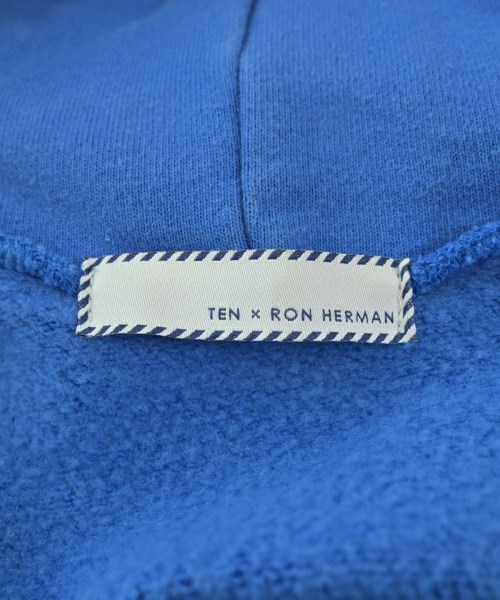 TEN × RON HERMAN